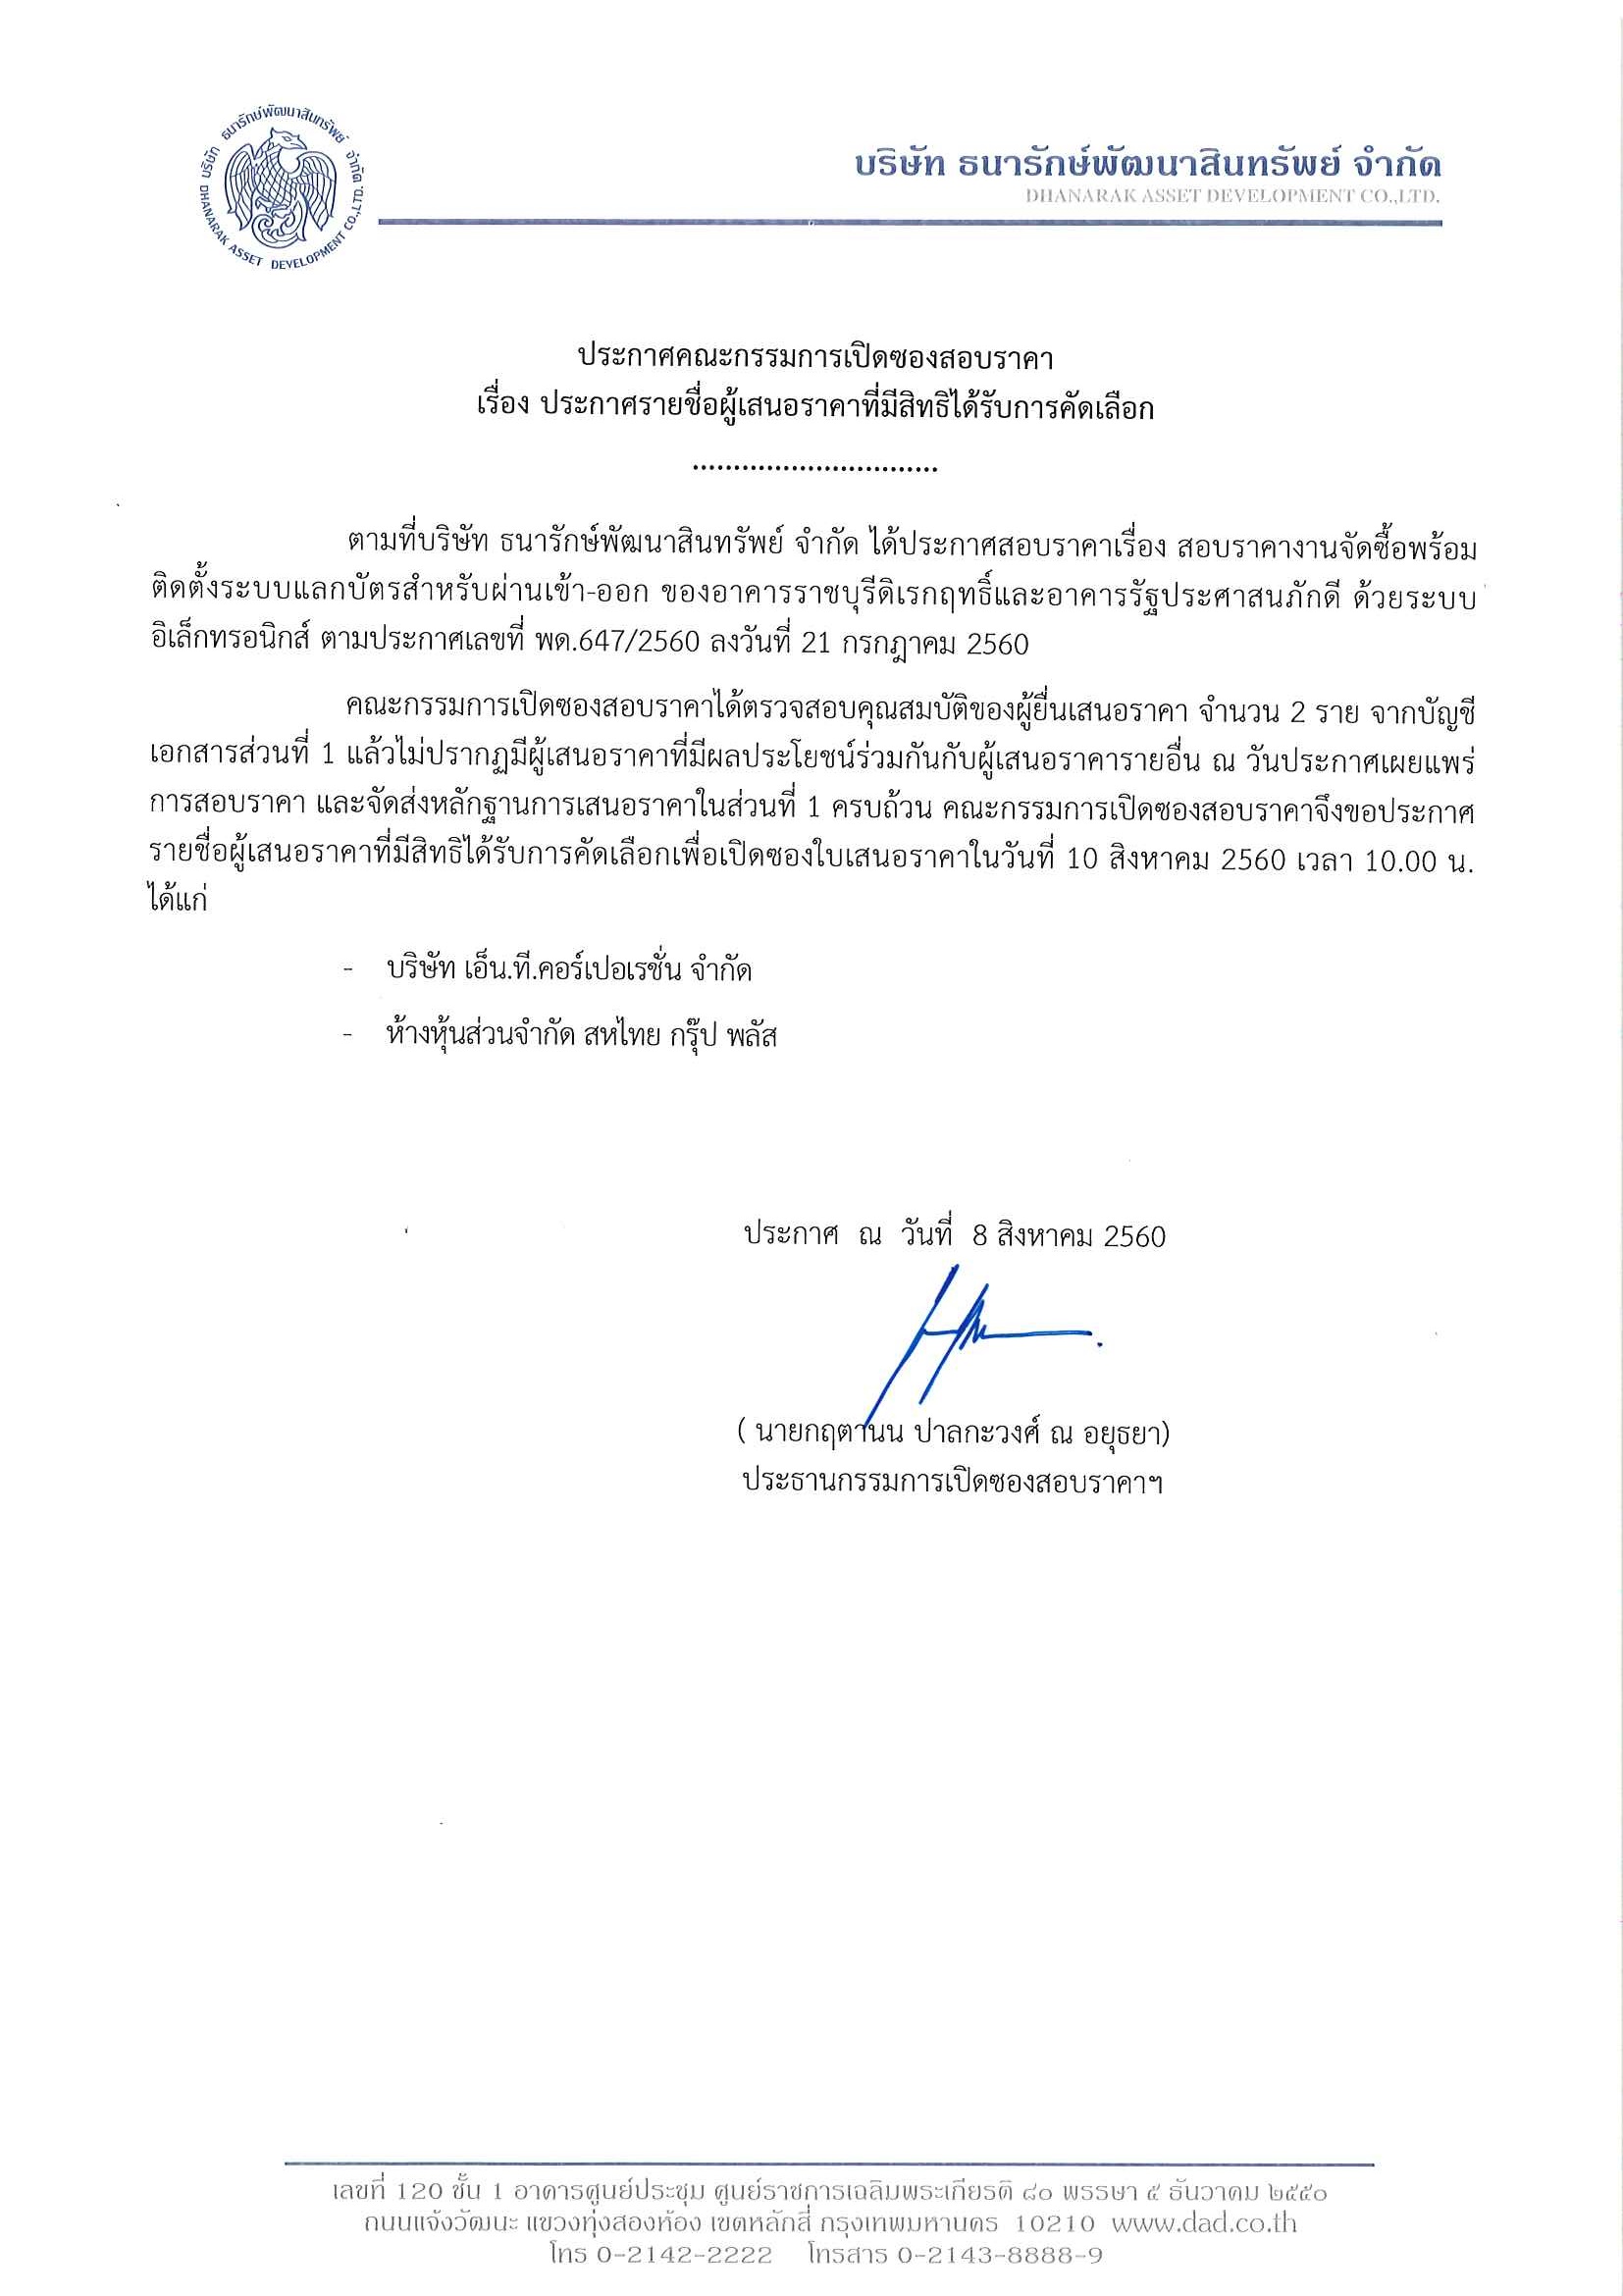 บริษัท ธนารักษ์พัฒนาสินทรัพย์ จำกัด
DHANARAK ASSET DEVELOPMENT CO.,LTD.
บริษัท ธนารักษ์พัฒนาสินทรัพย์ จำกัด
DHANARAK ASSET DEVELOPMENT CO.,LTD.
ประกาศคณะกรรมการเปิดซองสอบราคา
เรื่อง ประกาศรายชื่อผู้เสนอราคาที่มีสิทธิได้รับการคัดเลือก
..............................
ตามที่บริษัท ธนารักษ์พัฒนาสินทรัพย์ จำกัด ได้ประกาศสอบราคาเรื่อง สอบราคางานจัดซื้อพร้อม
ติดตั้งระบบแลกบัตรสำหรับผ่านเข้า-ออก ของอาคารราชบุรีดิเรกฤทธิ์และอาคารรัฐประศาสนภักดี ด้วยระบบ
อิเล็กทรอนิกส์ ตามประกาศเลขที่ พด.647/2560 ลงวันที่ 21 กรกฎาคม 2560
คณะกรรมการเปิดซองสอบราคาได้ตรวจสอบคุณสมบัติของผู้ยื่นเสนอราคา จำนวน 2 ราย จากบัญชี
เอกสารส่วนที่ 1 แล้วไม่ปรากฏมีผู้เสนอราคาที่มีผลประโยชน์ร่วมกันกับผู้เสนอราคารายอื่น ณ วันประกาศเผยแพร่
การสอบราคา และจัดส่งหลักฐานการเสนอราคาในส่วนที่ 1 ครบถ้วน คณะกรรมการเปิดซองสอบราคาจึงขอประกาศ
รายชื่อผู้เสนอราคาที่มีสิทธิได้รับการคัดเลือกเพื่อเปิดซองใบเสนอราคาในวันที่ 10 สิงหาคม 2560 เวลา 10.00 น.
ได้แก่
- บริษัท เอ็น.ที.คอร์เปอเรชั่น จำกัด
- ห้างหุ้นส่วนจำกัด สหไทย กรุ๊ป พลัส
ประกาศ ณ วันที่ 8 สิงหาคม 2560
( นายกฤตานน ปาลกะวงศ์ ณ อยุธยา)
ประธานกรรมการเปิดซองสอบราคาฯ
เลขที่ 120 ชั้น 1 อาคารศูนย์ประชุม ศูนย์ราชการเฉลิมพระเกียรติ ๘๐ พรรษา ๕ ธันวาคม ๒๕๕๐
ถนนแจ้งวัฒนะ แขวงทุ่งสองห้อง เขตหลักสี่ กรุงเทพมหานคร 10210 www.dad.co.th
โทร 0-2142-2222 โทรสาร 0-2143-8888-9